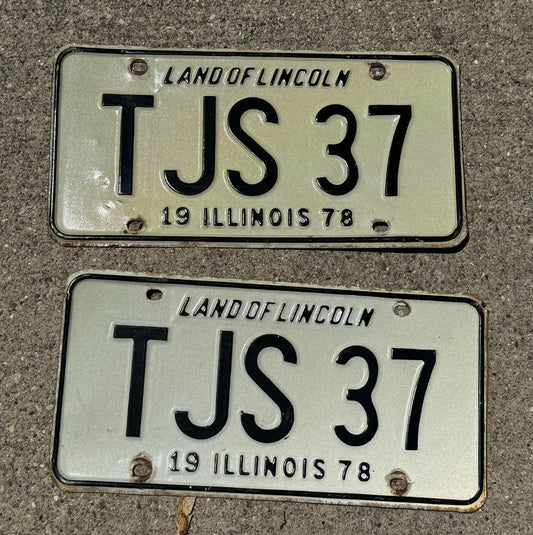 LAND OF LINCOLN
TJS 37
19 ILLINOIS 78
LAND OF LINCOLN
TJS 37
19 ILLINOIS 78